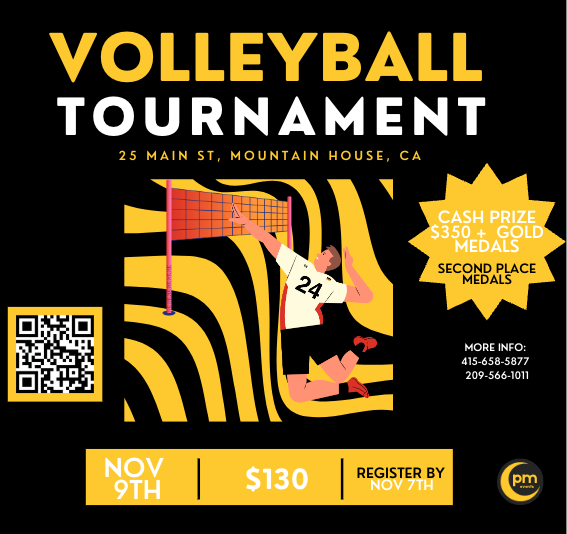 VOLLEYBALL
TOURNAMENT
25 MAIN ST, MOUNTAIN HOUSE, CA
CASH PRIZE
$350 + GOLD
MEDALS
SECOND PLACE
MEDALS
24
MORE INFO:
415-658-5877
209-566-1011
NOV
9TH
$130
REGISTER BY
NOV 7TH
pm
events